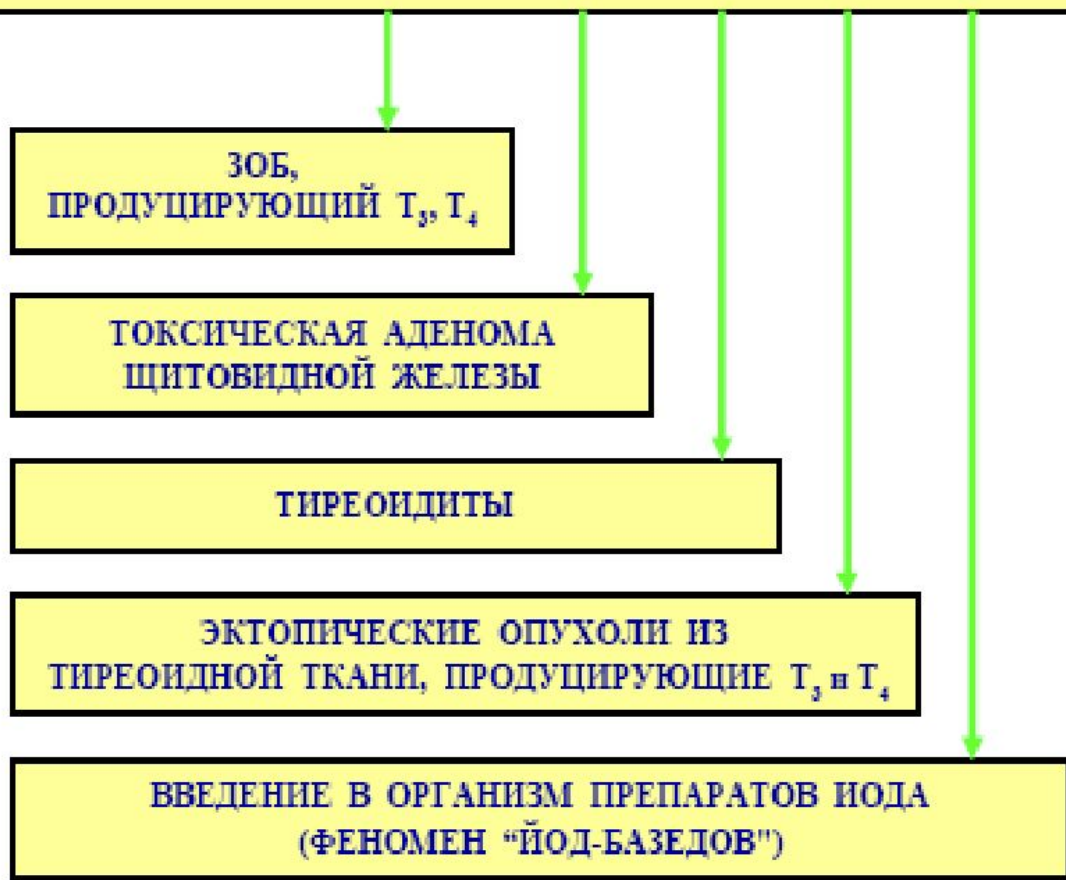 ЗОБ,
ПРОДУЦИРУЮЩИЙ Т₃, Т₄
ТОКСИЧЕСКАЯ АДЕНОМА
ЩИТОВИДНОЙ ЖЕЛЕЗЫ
ТИРЕОИДИТЫ
ЭКТОПИЧЕСКИЕ ОПУХОЛИ ИЗ
ТИРЕОИДНОЙ ТКАНИ, ПРОДУЦИРУЮЩИЕ Т₃ и Т₄
ВВЕДЕНИЕ В ОРГАНИЗМ ПРЕПАРАТОВ ИОДА
(ФЕНОМЕН “ЙОД-БАЗЕДОВ")